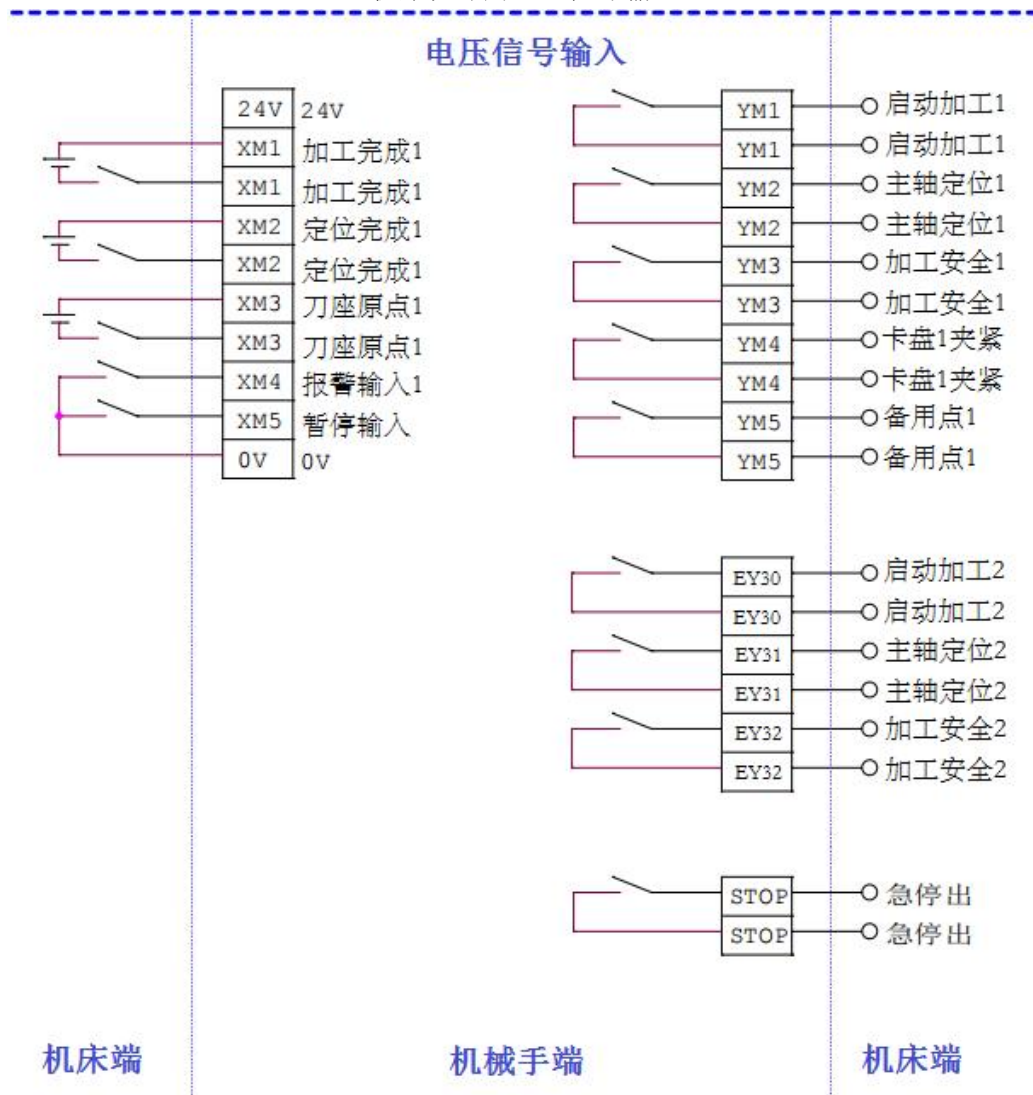 电压信号输入
24V 24V
XM1 加工完成1
XM1 加工完成1
XM2 定位完成1
XM2 定位完成1
XM3 刀座原点1
XM3 刀座原点1
XM4 报警输入1
XM5 暂停输入
0V 0V
YM1 启动加工1
YM1 启动加工1
YM2 主轴定位1
YM2 主轴定位1
YM3 加工安全1
YM3 加工安全1
YM4 卡盘1夹紧
YM4 卡盘1夹紧
YM5 备用点1
YM5 备用点1
EY30 启动加工2
EY30 启动加工2
EY31 主轴定位2
EY31 主轴定位2
EY32 加工安全2
EY32 加工安全2
STOP 急停出
STOP 急停出
机床端 机械手端 机床端